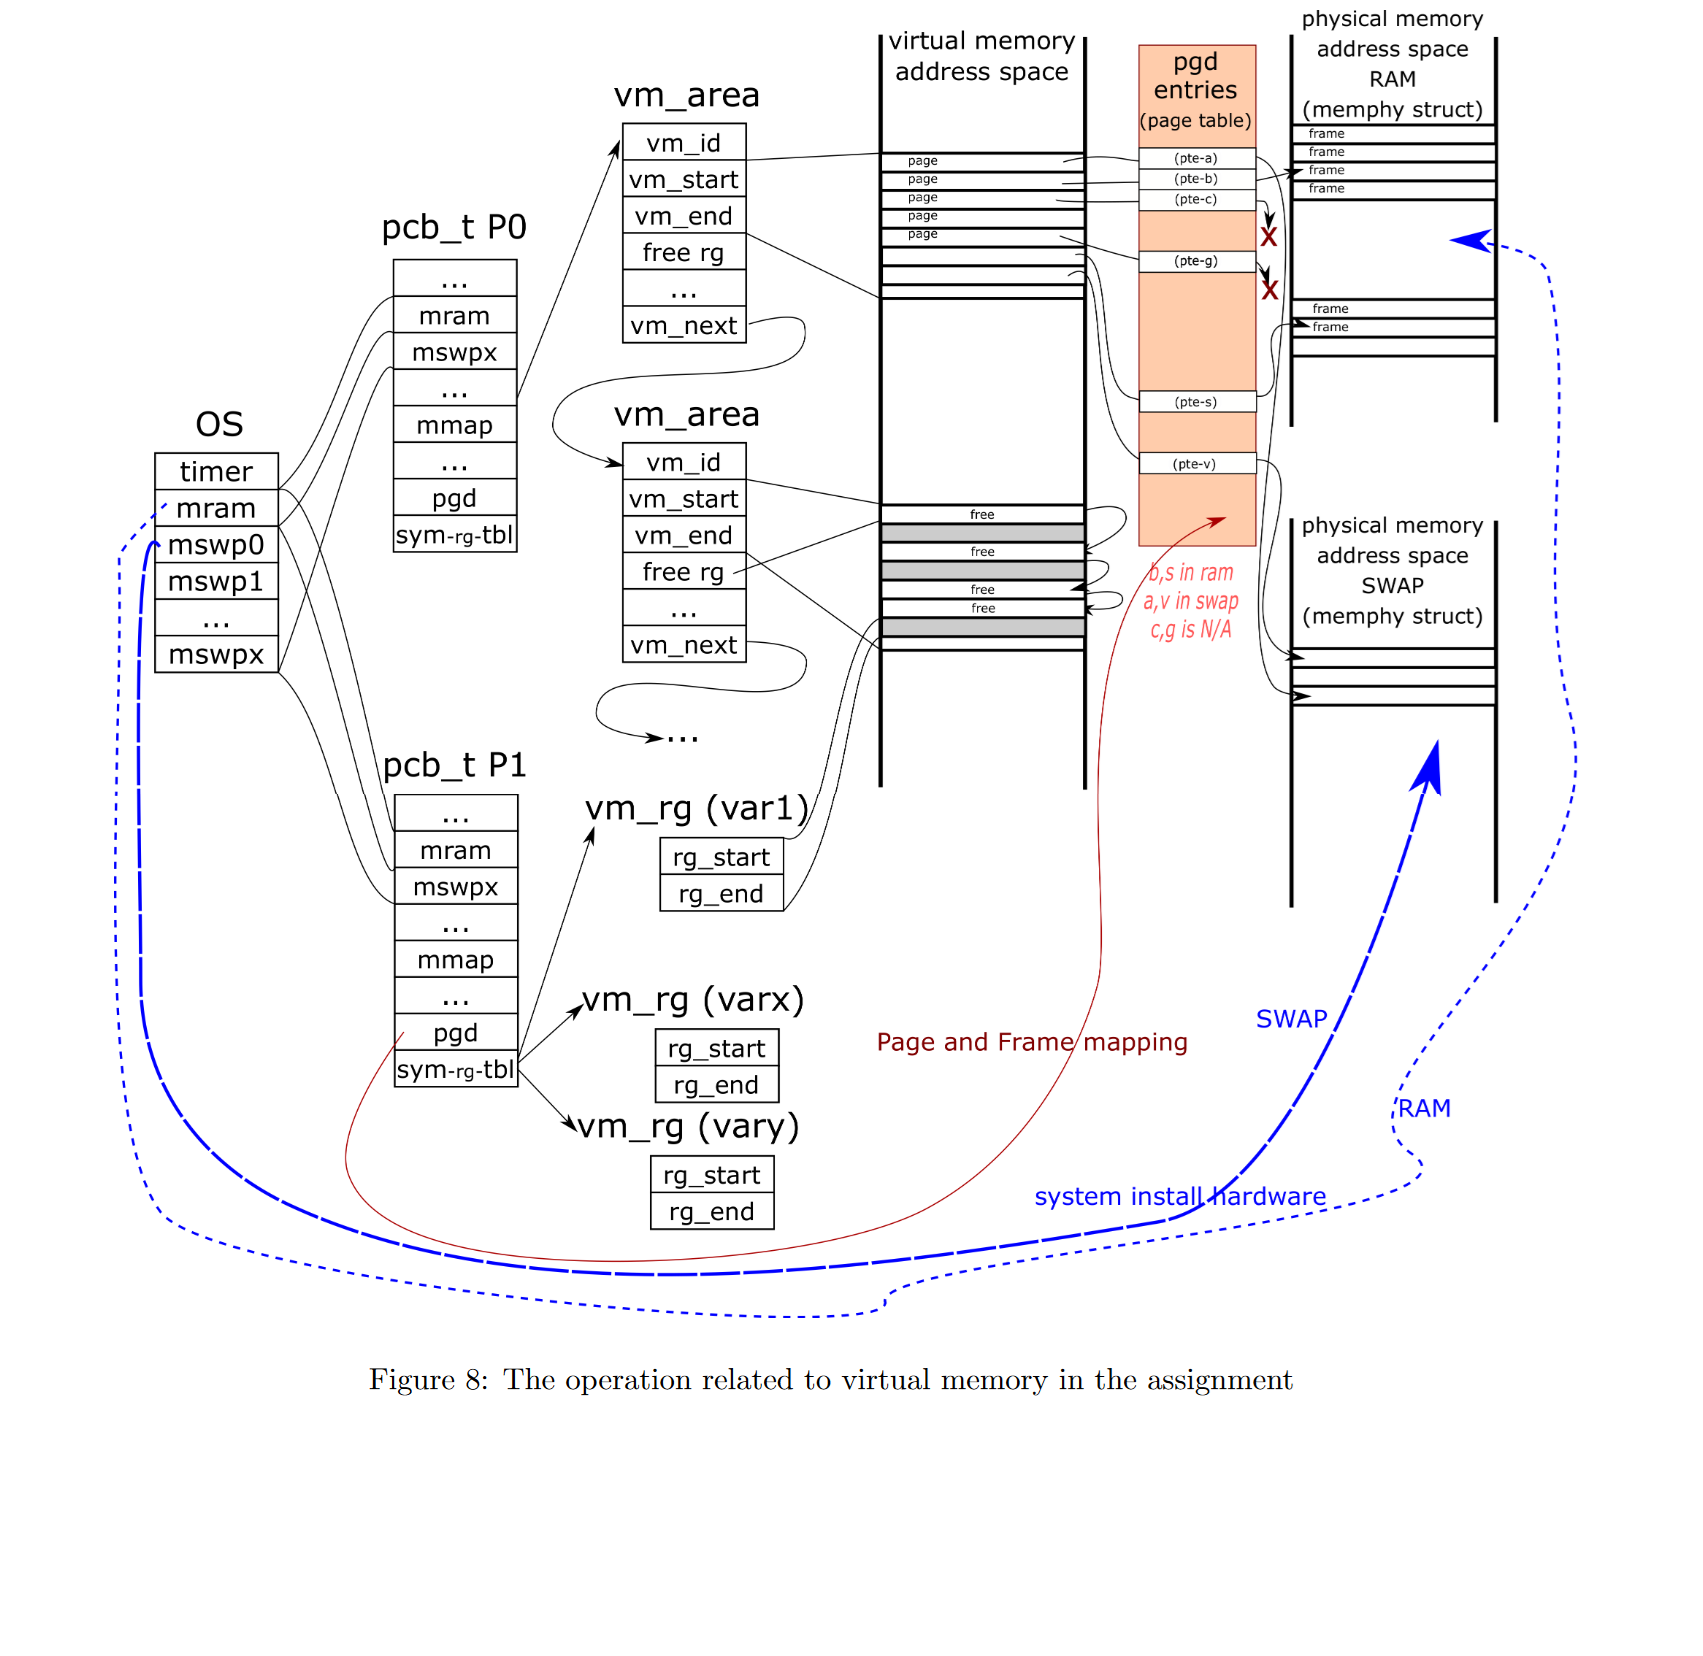 OS
timer
mram
mswp0
mswp1
...
mswpx
pcb_t P0
...
mram
mswpx
...
mmap
...
pgd
sym-rg-tbl
pcb_t P1
...
mram
mswpx
...
mmap
...
pgd
sym-rg-tbl
vm_area
vm_id
vm_start
vm_end
free rg
...
vm_next
vm_area
vm_id
vm_start
vm_end
free rg
...
vm_next
...
vm_rg (var1)
rg_start
rg_end
vm_rg (varx)
rg_start
rg_end
vm_rg (vary)
rg_start
rg_end
virtual memory
address space
page
page
page
page
page
free
free
free
free
pgd
entries
(page table)
(pte-a)
(pte-b)
(pte-c)
X
(pte-g)
X
(pte-s)
(pte-v)
b,s in ram
a,v in swap
c,g is N/A
physical memory
address space
RAM
(memphy struct)
frame
frame
frame
frame
frame
frame
physical memory
address space
SWAP
(memphy struct)
Page and Frame mapping
SWAP
RAM
system install hardware
Figure 8: The operation related to virtual memory in the assignment